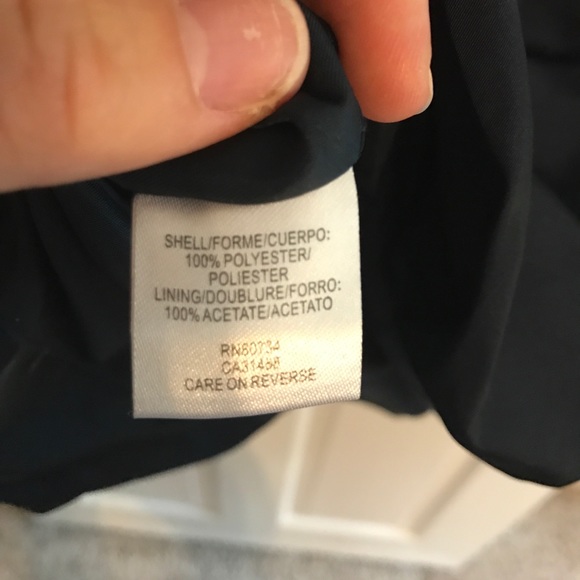 SHELL/FORME/CUERPO:
100% POLYESTER/
POLIESTER
LINING/DOUBLURE/FORRO:
100% ACETATE/ACETATO
RN80734
CARE ON REVERSE